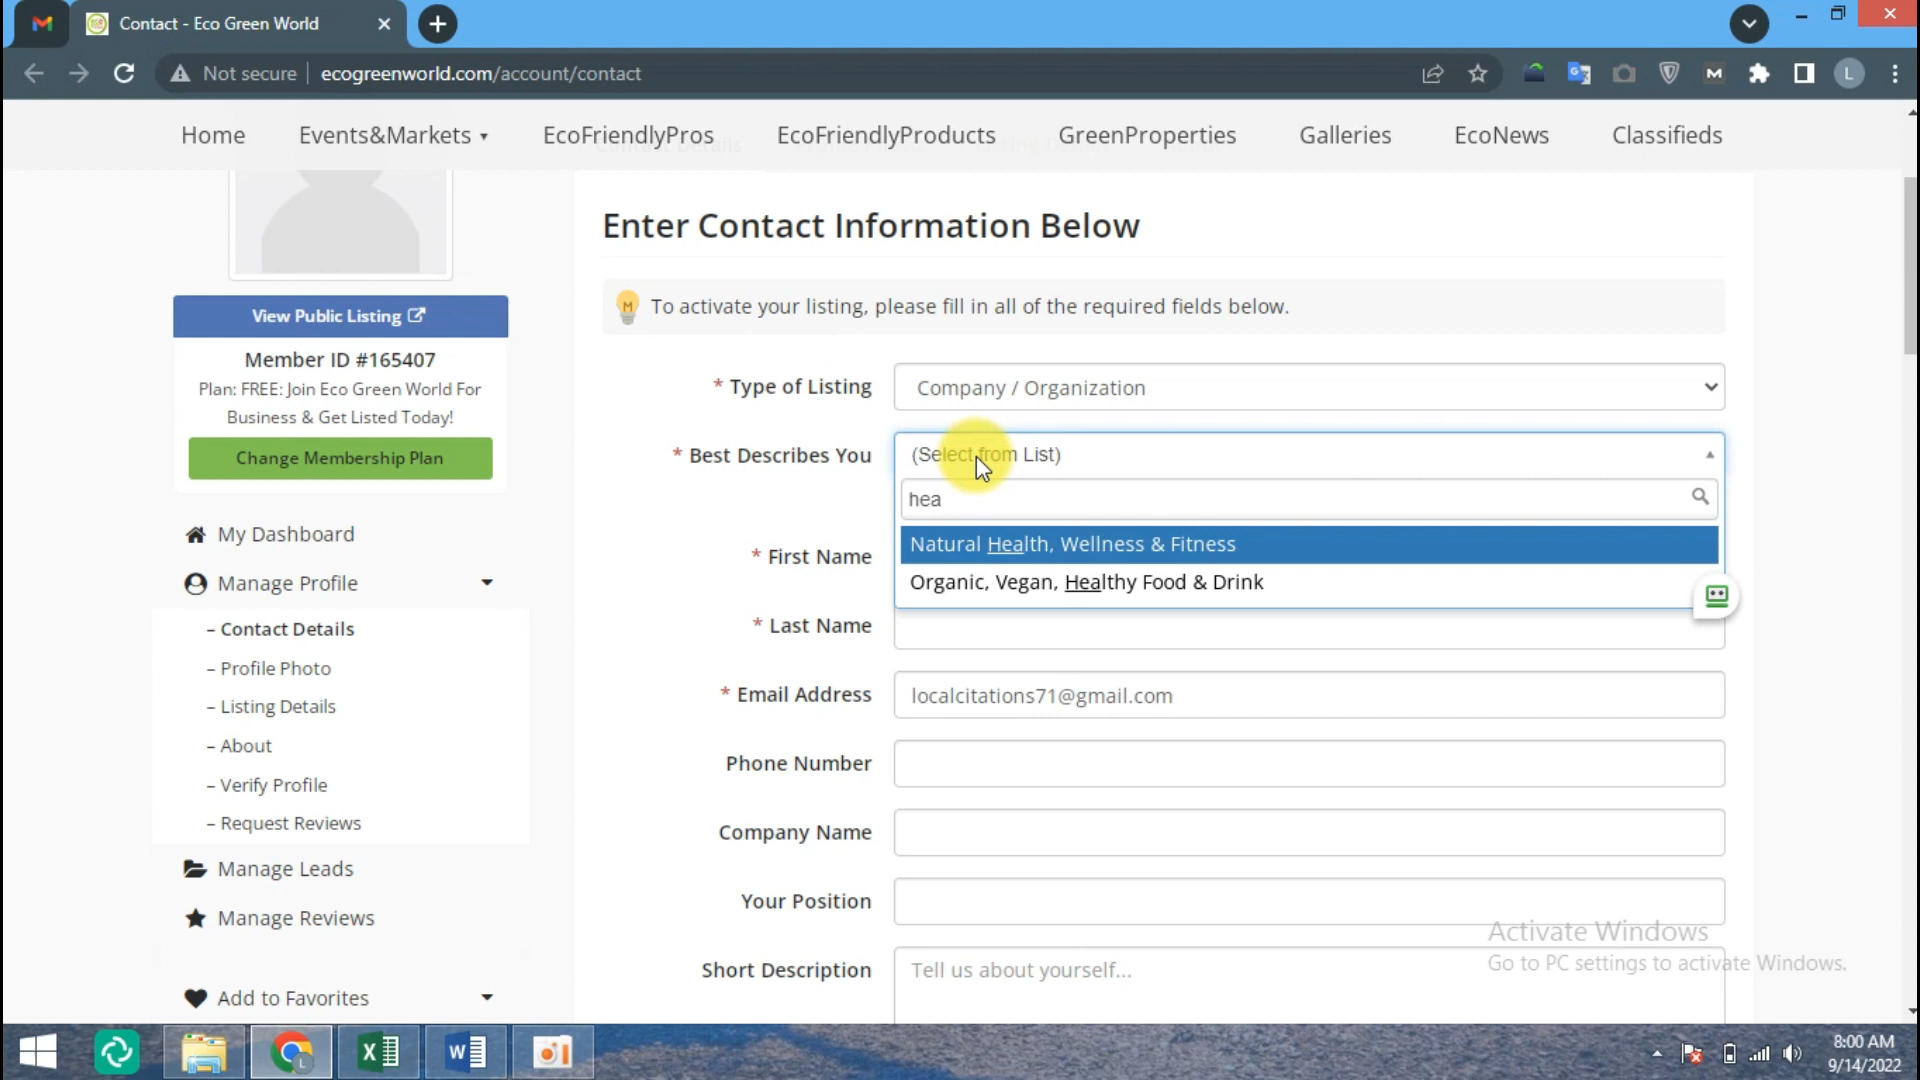 Contact - Eco Green World
Not secure
ecogreenworld.com/account/contact
M
L
Home
Events&Markets
EcoFriendlyPros
EcoFriendlyProducts
GreenProperties
Galleries
EcoNews
Classifieds
Enter Contact Information Below
M
To activate your listing, please fill in all of the required fields below.
View Public Listing
Member ID #165407
Plan: FREE: Join Eco Green World For
Business & Get Listed Today!
Change Membership Plan
My Dashboard
Manage Profile
– Contact Details
– Profile Photo
– Listing Details
– About
– Verify Profile
– Request Reviews
Manage Leads
Manage Reviews
Add to Favorites
* Type of Listing
Company / Organization
* Best Describes You
(Select from List)
hea
Natural Health, Wellness & Fitness
Organic, Vegan, Healthy Food & Drink
* First Name
* Last Name
* Email Address
localcitations71@gmail.com
Phone Number
Company Name
Your Position
Short Description
Tell us about yourself...
Activate Windows
Go to PC settings to activate Windows.
8:00 AM
9/14/2022